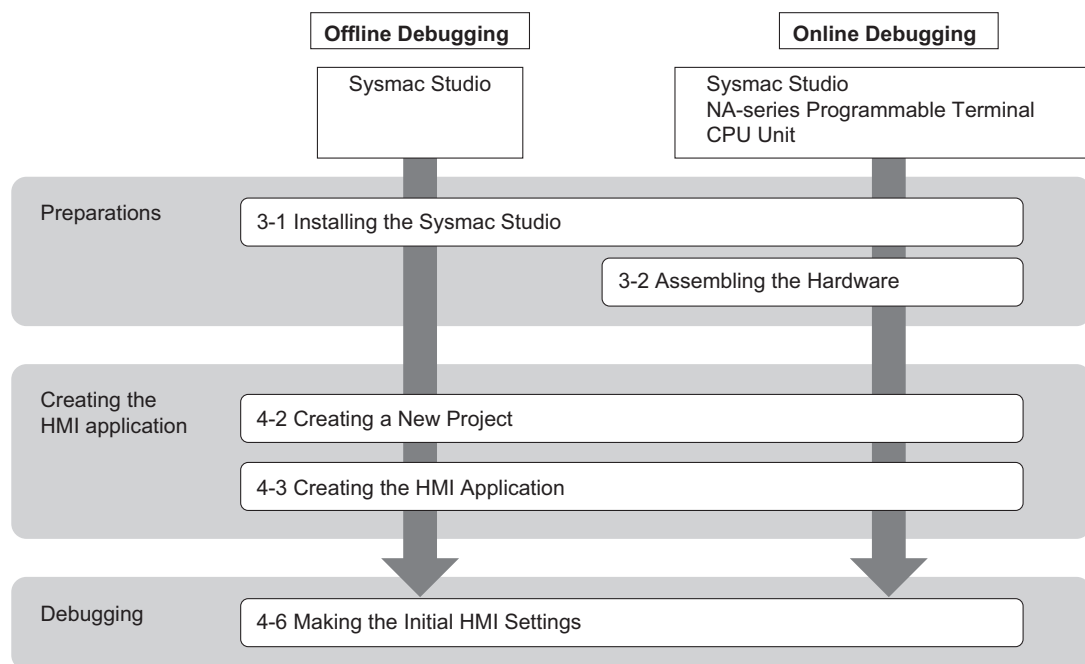 Offline Debugging
Online Debugging
Sysmac Studio
Sysmac Studio
NA-series Programmable Terminal
CPU Unit
Preparations
3-1 Installing the Sysmac Studio
3-2 Assembling the Hardware
Creating the
HMI application
4-2 Creating a New Project
4-3 Creating the HMI Application
Debugging
4-6 Making the Initial HMI Settings